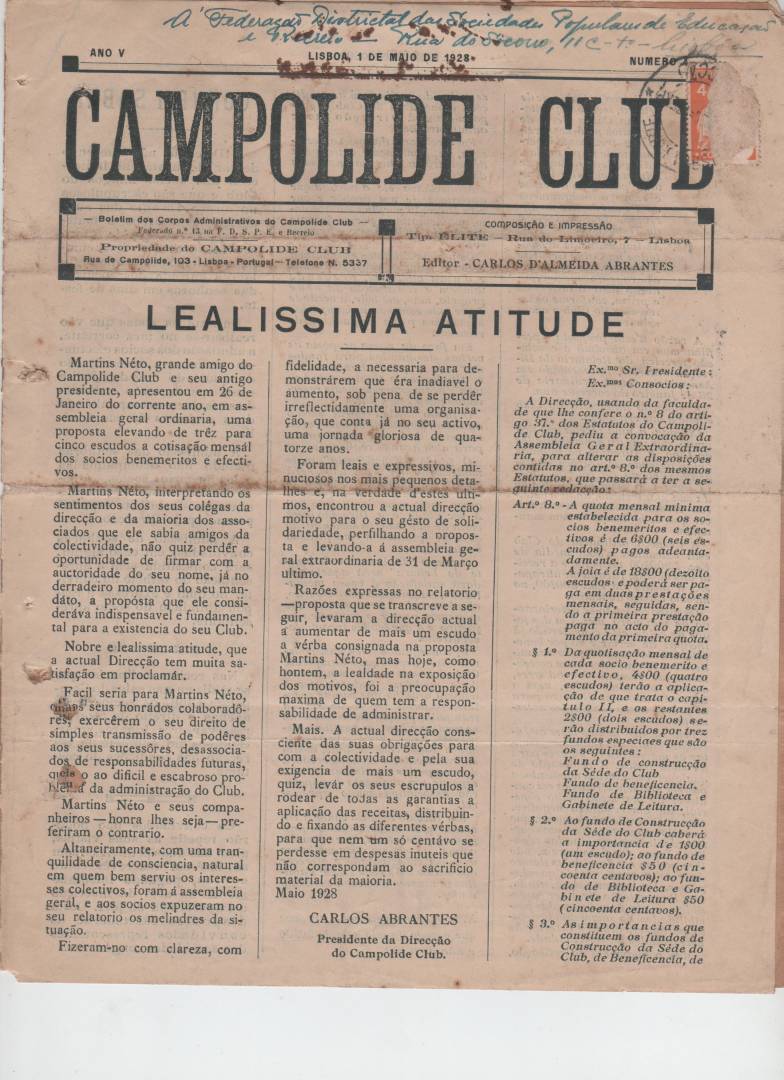 A' Federação Districtal das Sociedades Populares de Educação
e Recreio — Rua do Socorro, 11 C - 1º - Lisboa
ANO V
LISBOA, 1 DE MAIO DE 1928
NUMERO
CAMPOLIDE CLUB
— Boletim dos Corpos Administrativos do Campolide Club —
Federado n.º 13 na F. D. S. P. E. e Recreio
Propriedade do CAMPOLIDE CLUB
Rua de Campolide, 103 - Lisboa - Portugal — Telefone N. 5337
COMPOSIÇÃO E IMPRESSÃO
Tip. ELITE — Rua do Limoeiro, 7 — Lisboa
Editor - CARLOS D'ALMEIDA ABRANTES
LEALISSIMA ATITUDE
Martins Néto, grande amigo do
Campolide Club e seu antigo
presidente, apresentou em 26 de
Janeiro do corrente ano, em as-
sembleia geral ordinaria, uma
proposta elevando de trêz para
cinco escudos a cotisação mensál
dos socios benemeritos e efecti-
vos.
Martins Néto, interpretando os
sentimentos dos seus colégas da
direcção e da maioria dos asso-
ciados que ele sabia amigos da
colectividade, não quiz perdêr a
oportunidade de firmar com a
auctoridade do seu nome, já no
derradeiro momento do seu man-
dáto, a propósta que ele consi-
deráva indispensavel e fundamen-
tal para a existencia do seu Club.
Nobre e lealissima atitude, que
a actual Direcção tem muita sa-
tisfação em proclamár.
Facil seria para Martins Néto,
seus honrádos colaboradô-
res, exercêrem o seu direito de
simples transmissão de podêres
aos seus sucessôres, desassocia-
dos de responsabilidades futuras,
o ao dificil e escabroso pro-
da administração do Club.
Martins Néto e seus compa-
nheiros — honra lhes seja — pre-
feriram o contrario.
Altaneiramente, com uma tran-
quilidade de consciencia, natural
em quem bem serviu os interes-
ses colectivos, foram á assembleia
geral, e aos socios expuzeram no
seu relatorio os melindres da si-
tuação.
Fizeram-no com clareza, com
fidelidade, a necessaria para de-
monstrárem que éra inadiavel o
aumento, sob pena de se perdêr
irreflectidamente uma organisa-
ção, que conta já no seu activo,
uma jornada gloriosa de qua-
torze anos.
Foram leais e expressivos, mi-
nuciosos nos mais pequenos deta-
lhes e, na verdade d'estes ulti-
mos, encontrou a actual direcção
motivo para o seu gésto de soli-
dariedade, perfilhando a propos-
ta e levando-a á assembleia ge-
ral extraordinaria de 31 de Março
ultimo.
Razões expressas no relatorio
—proposta que se transcreve a se-
guir, levaram a direcção actual
a aumentar de mais um escudo
a vérba consignada na proposta
Martins Néto, mas hoje, como
hontem, a lealdade na exposição
dos motivos, foi a preocupação
maxima de quem tem a respon-
sabilidade de administrar.
Mais. A actual direcção cons-
ciente das suas obrigações para
com a colectividade e pela sua
exigencia de mais um escudo,
quiz, levár os seus escrupulos a
rodear de todas as garantias a
aplicação das receitas, distribuin-
do e fixando as diferentes vérbas,
para que nem um só centávo se
perdesse em despesas inuteis que
não correspondam ao sacrificio
material da maioria.
Maio 1928
CARLOS ABRANTES
Presidente da Direcção
do Campolide Club.
Ex.mo Sr. Presidente:
Ex.mos Consocios:
A Direcção, usando da faculda-
de que lhe confere o n.º 8 do arti-
go 37.º dos Estatutos do Campoli-
de Club, pediu a convocação da
Assembleia Geral Extraordina-
ria, para alterar as disposições
contidas no art.º 8.º dos mesmos
Estatutos, que passará a ter a se-
guinte redacção:
Art.º 8.º - A quota mensal minima
estabelecida para os so-
cios benemeritos e efec-
tivos é de 6$00 (seis es-
cudos) pagos adeanta-
damente.
A joia é de 18$00 (dezoito
escudos e poderá ser pa-
ga em duas prestações
mensais, seguidas, sen-
do a primeira prestação
paga no acto do paga-
mento da primeira quota.
§ 1.º Da quotisação mensal de
cada socio benemerito e
efectivo, 4$00 (quatro
escudos) terão a aplica-
ção de que trata o capi-
tulo II, e os restantes
2$00 (dois escudos) se-
rão distribuidos por trez
fundos especiaes que são
os seguintes:
Fundo de construcção
da Séde do Club
Fundo de beneficencia.
Fundo de Biblioteca e
Gabinete de Leitura.
§ 2.º Ao fundo de Construcção
da Séde do Club caberá
a importancia de 1$00
(um escudo); ao fundo de
beneficencia $50 (cin-
coenta centavos); ao fun-
do de Biblioteca e Ga-
binete de Leitura $50
(cincoenta centavos).
§ 3.º As importancias que
constituem os fundos de
Construcção da Séde do
Club, de Beneficencia, de